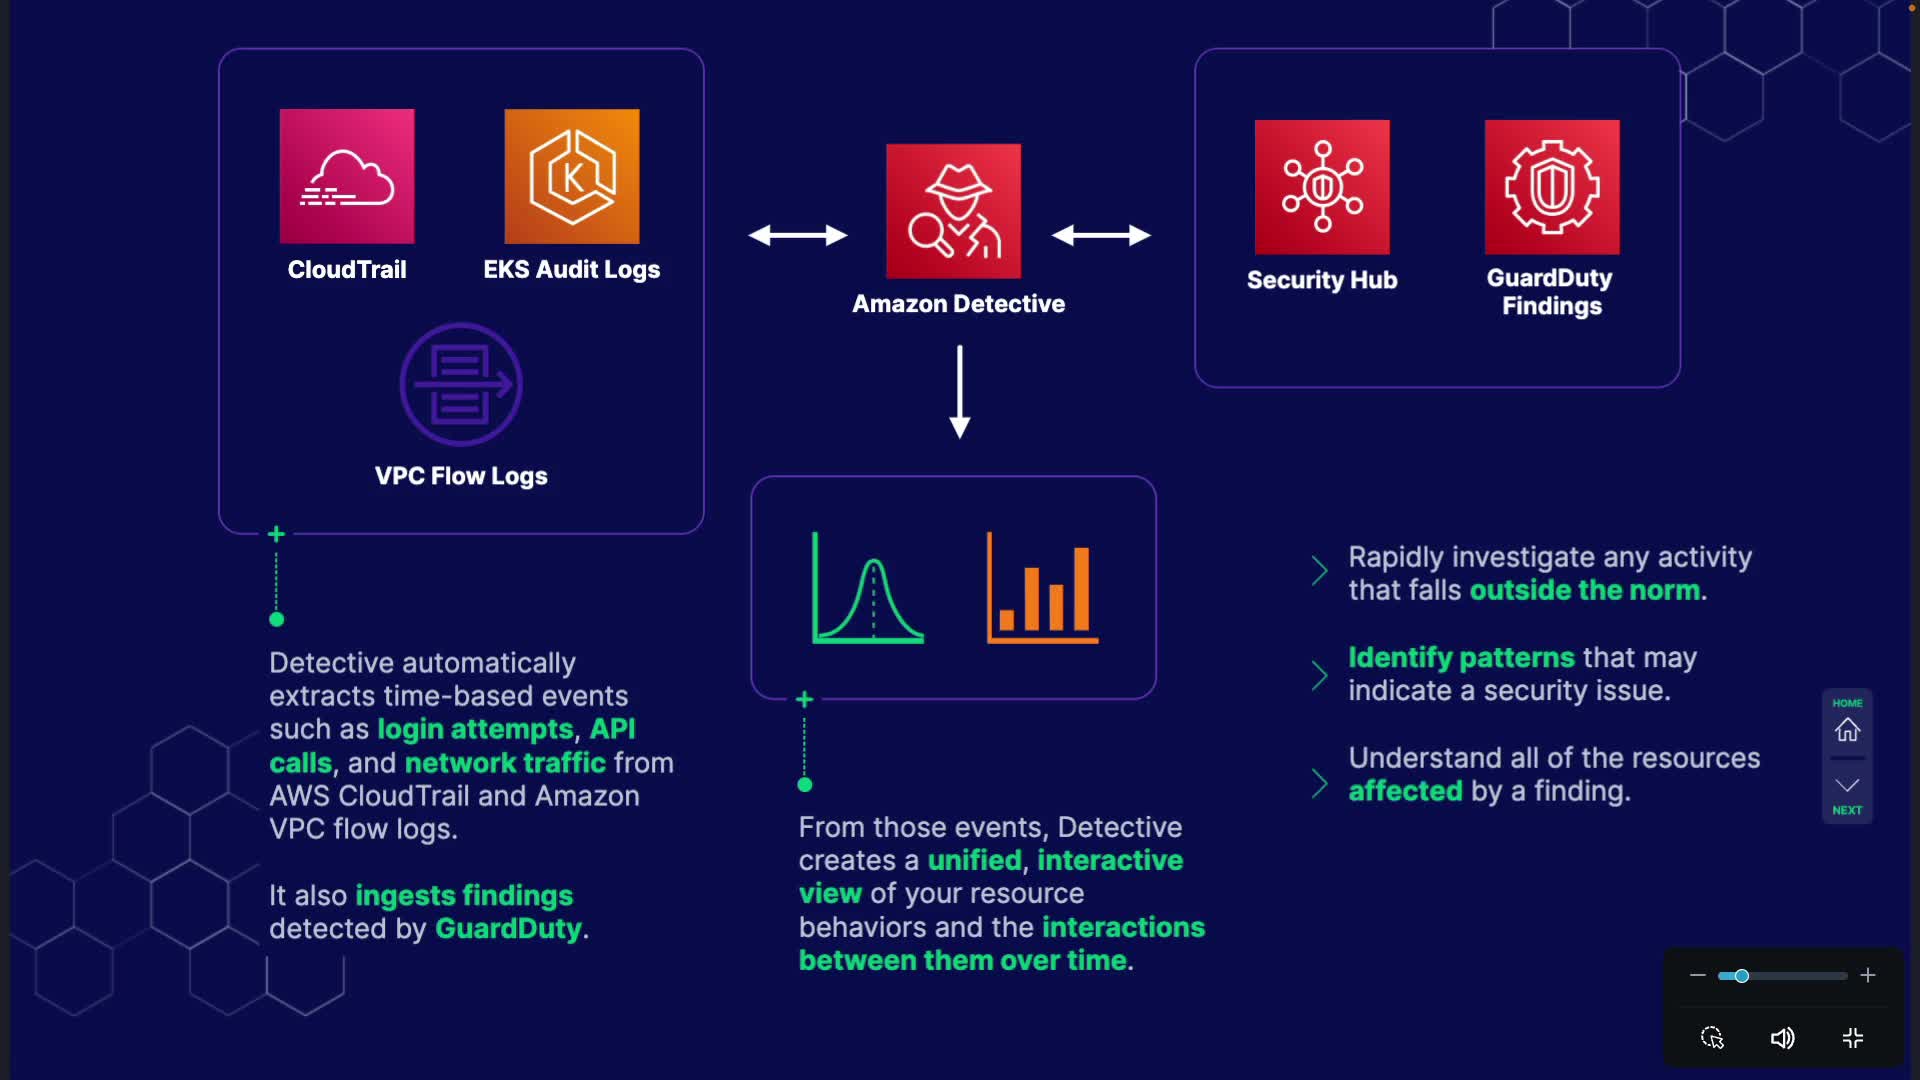 CloudTrail
EKS Audit Logs
VPC Flow Logs
Amazon Detective
Security Hub
GuardDuty
Findings
Detective automatically
extracts time-based events
such as login attempts, API
calls, and network traffic from
AWS CloudTrail and Amazon
VPC flow logs.
It also ingests findings
detected by GuardDuty.
From those events, Detective
creates a unified, interactive
view of your resource
behaviors and the interactions
between them over time.
Rapidly investigate any activity
that falls outside the norm.
Identify patterns that may
indicate a security issue.
Understand all of the resources
affected by a finding.
HOME
NEXT